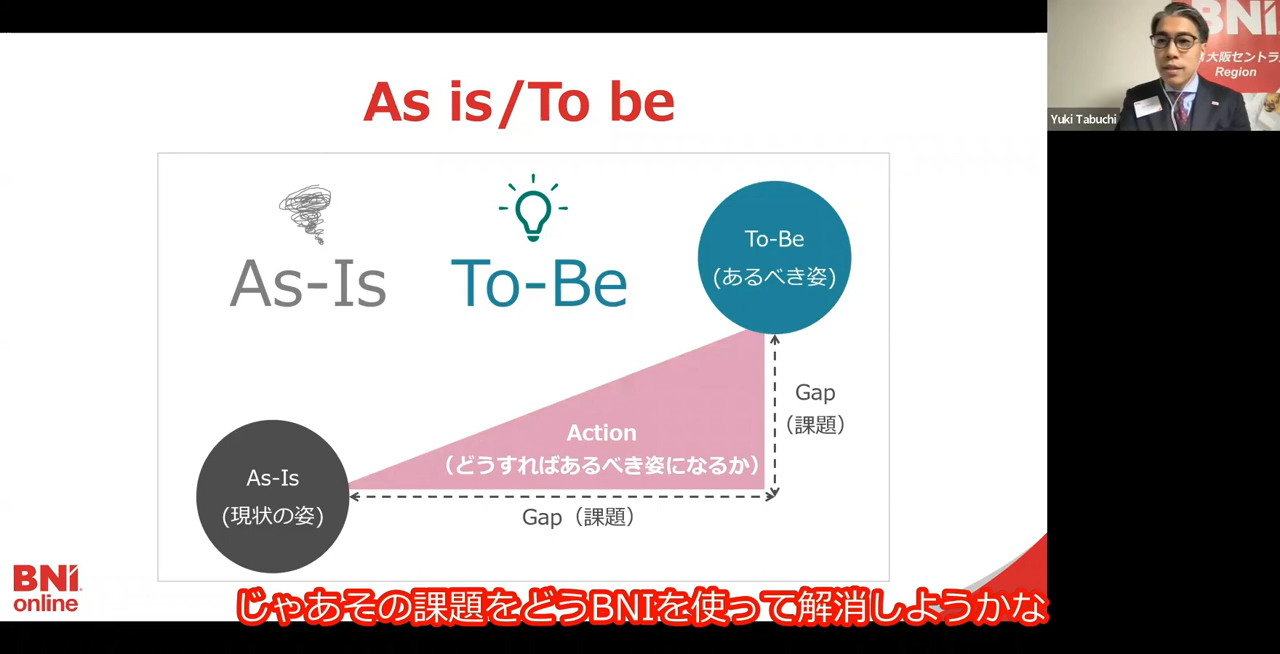 As is/To be
As-Is
To-Be
To-Be
(あるべき姿)
Gap
（課題）
Action
（どうすればあるべき姿になるか）
As-Is
(現状の姿)
Gap（課題）
BNI
online
じゃあその課題をどうBNIを使って解消しようかな
BNI
大阪セントラル
Region
Yuki Tabuchi